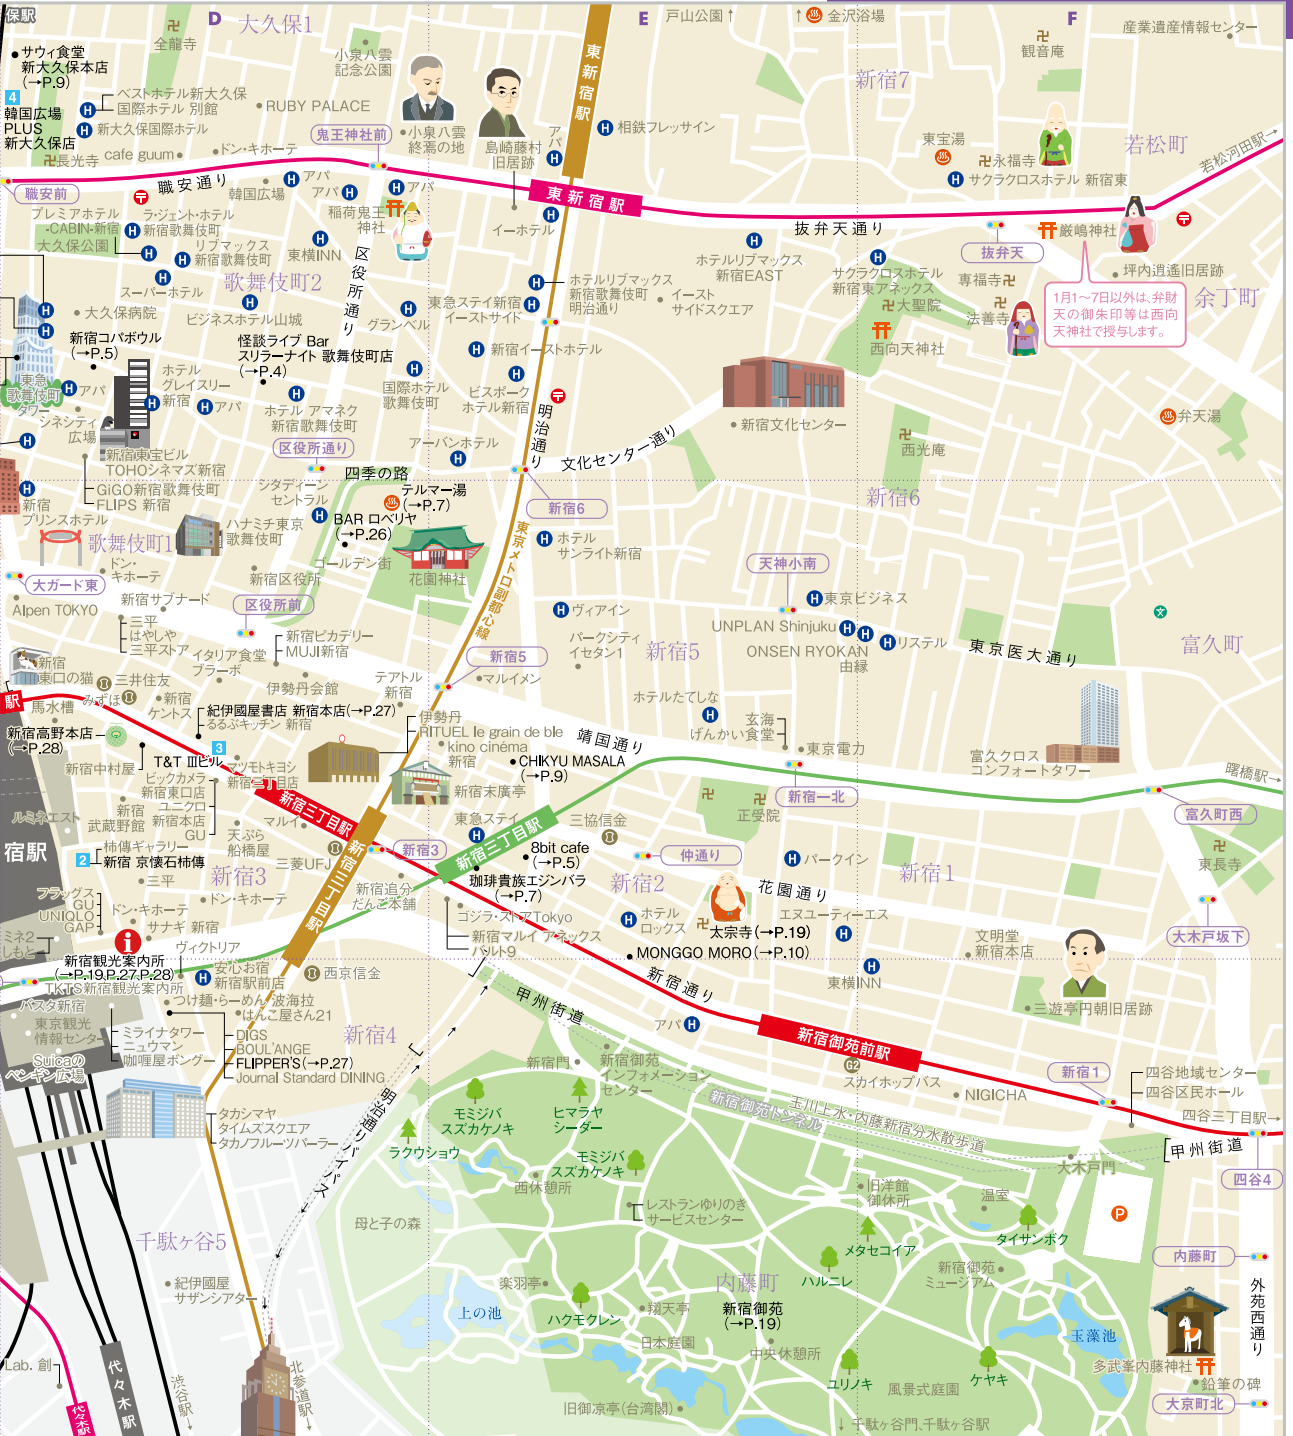 保駅
D
大久保1
E
戸山公園↑
↑
金沢浴場
F
産業遺産情報センター
全龍寺
小泉八雲
記念公園
東新宿駅
新宿7
観音庵
サウィ食堂
新大久保本店
(→P.9)
4
韓国広場
PLUS
新大久保店
ベストホテル新大久保
国際ホテル 別館
RUBY PALACE
新大久保国際ホテル
鬼王神社前
小泉八雲
終焉の地
島崎藤村
旧居跡
アパ
相鉄フレッサイン
東宝湯
永福寺
若松町
若松河田駅→
サクラクロスホテル 新宿東
長光寺
cafe guum
ドン・キホーテ
職安前
職安通り
韓国広場
アパ
アパ
アパ
東新宿駅
抜弁天通り
抜弁天
厳嶋神社
プレミアホテル
-CABIN-新宿
大久保公園
ラ・ジェント・ホテル
新宿歌舞伎町
リブマックス
新宿歌舞伎町
東横INN
稲荷鬼王
神社
イーホテル
区役所通り
スーパーホテル
歌舞伎町2
ホテルリブマックス
新宿EAST
サクラクロスホテル
新宿東アネックス
専福寺
坪内逍遙旧居跡
余丁町
ホテルリブマックス
新宿歌舞伎町
明治通り
イースト
サイドスクエア
大聖院
法善寺
1月1〜7日以外は、弁財
天の御朱印等は西向
天神社で授与します。
大久保病院
ビジネスホテル山城
グランベル
東急ステイ新宿
イーストサイド
西向天神社
新宿コパボウル
(→P.5)
怪談ライブ Bar
スリラーナイト 歌舞伎町店
(→P.4)
新宿イーストホテル
東急
歌舞伎町
タワー
アパ
ホテル
グレイスリー
新宿
アパ
ホテル アマネク
新宿歌舞伎町
国際ホテル
歌舞伎町
ビスポーク
ホテル新宿
明治通り
シネシティ
広場
新宿文化センター
弁天湯
区役所通り
アーバンホテル
文化センター通り
西光庵
新宿東宝ビル
TOHOシネマズ新宿
GiGO新宿歌舞伎町
FLIPS 新宿
四季の路
新宿
プリンスホテル
シタディーン
セントラル
テルマー湯
(→P.7)
新宿6
新宿6
BAR ロベリヤ
(→P.26)
歌舞伎町1
ハナミチ東京
歌舞伎町
東京メトロ副都心線
ホテル
サンライト新宿
ドン・
キホーテ
大ガード東
新宿区役所
ゴールデン街
花園神社
天神小南
Alpen TOKYO
新宿サブナード
区役所前
ヴィアイン
東京ビジネス
三平
はやしや
三平ストア
新宿ピカデリー
MUJI新宿
パークシティ
イセタン1
新宿5
UNPLAN Shinjuku
リステル
ONSEN RYOKAN
由縁
東京医大通り
富久町
新宿
東口の猫
三井住友
イタリア食堂
ブラーボ
伊勢丹会館
テアトル
新宿
新宿5
マルイメン
ホテルたてしな
駅
馬水槽
みずほ
新宿
ケントス
紀伊國屋書店 新宿本店(→P.27)
るるぶキッチン 新宿
伊勢丹
RITUEL le grain de ble
kino cinéma
新宿
靖国通り
玄海
げんかい食堂
東京電力
新宿高野本店
(→P.28)
新宿中村屋
T&T Ⅲビル
3
マツモトキヨシ
新宿三丁目店
CHIKYU MASALA
(→P.9)
富久クロス
コンフォートタワー
曙橋駅→
ビックカメラ
新宿東口店
ユニクロ
新宿本店
GU
新宿
武蔵野館
新宿三丁目駅
新宿末廣亭
新宿一北
富久町西
ルミネエスト
宿駅
天ぷら
船橋屋
マルイ
東急ステイ
三協信金
正受院
柿傳ギャラリー
2
新宿 京懐石柿傳
三菱UFJ
新宿三丁目駅
新宿3
新宿三丁目駅
8bit cafe
(→P.5)
仲通り
パークイン
東長寺
三平
新宿3
新宿追分
だんご本舗
珈琲貴族エジンバラ
(→P.7)
新宿2
花園通り
新宿1
フラッグス
GU
UNIQLO
GAP
ドン・キホーテ
ドン・キホーテ
サナギ 新宿
ゴジラ・ストアTokyo
ホテル
ロックス
太宗寺(→P.19)
エヌユーティーエス
ミネ2
しもと
ヴィクトリア
新宿マルイ アネックス
バルト9
MONGGO MORO(→P.10)
文明堂
新宿本店
大木戸坂下
新宿観光案内所
(→P.19,P.27,P.28)
TKTS新宿観光案内所
安心お宿
新宿駅前店
西京信金
新宿通り
東横INN
バスタ新宿
つけ麺・らーめん 波海拉
はんこ屋さん21
甲州街道
三遊亭円朝旧居跡
東京観光
情報センター
ミライナタワー
ニュウマン
咖喱屋ボングー
DIGS
BOUL'ANGE
FLIPPER'S(→P.27)
Journal Standard DINING
新宿4
アパ
新宿御苑前駅
Suicaの
ペンギン広場
新宿門
新宿御苑
インフォメーション
センター
スカイホップバス
新宿1
四谷地域センター
四谷区民ホール
NIGICHA
四谷三丁目駅→
タカシマヤ
タイムズスクエア
タカノフルーツパーラー
明治通りバイパス
モミジバ
スズカケノキ
ヒマラヤ
シーダー
新宿御苑トンネル
玉川上水・内藤新宿分水散歩道
甲州街道
ラクウショウ
モミジバ
スズカケノキ
西休憩所
大木戸門
四谷4
旧洋館
御休所
温室
P
母と子の森
レストランゆりのき
サービスセンター
千駄ヶ谷5
メタセコイア
タイサンボク
内藤町
紀伊國屋
サザンシアター
楽羽亭
内藤町
ハルニレ
新宿御苑
ミュージアム
外苑西通り
上の池
ハクモクレン
翔天亭
新宿御苑
(→P.19)
日本庭園
中央休憩所
玉藻池
Lab. 創
代々木駅
代々木駅
渋谷駅↓
北参道駅↓
多武峯内藤神社
鉛筆の碑
ユリノキ
風景式庭園
ケヤキ
旧御凉亭(台湾閣)
大京町北
↓千駄ヶ谷門、千駄ヶ谷駅